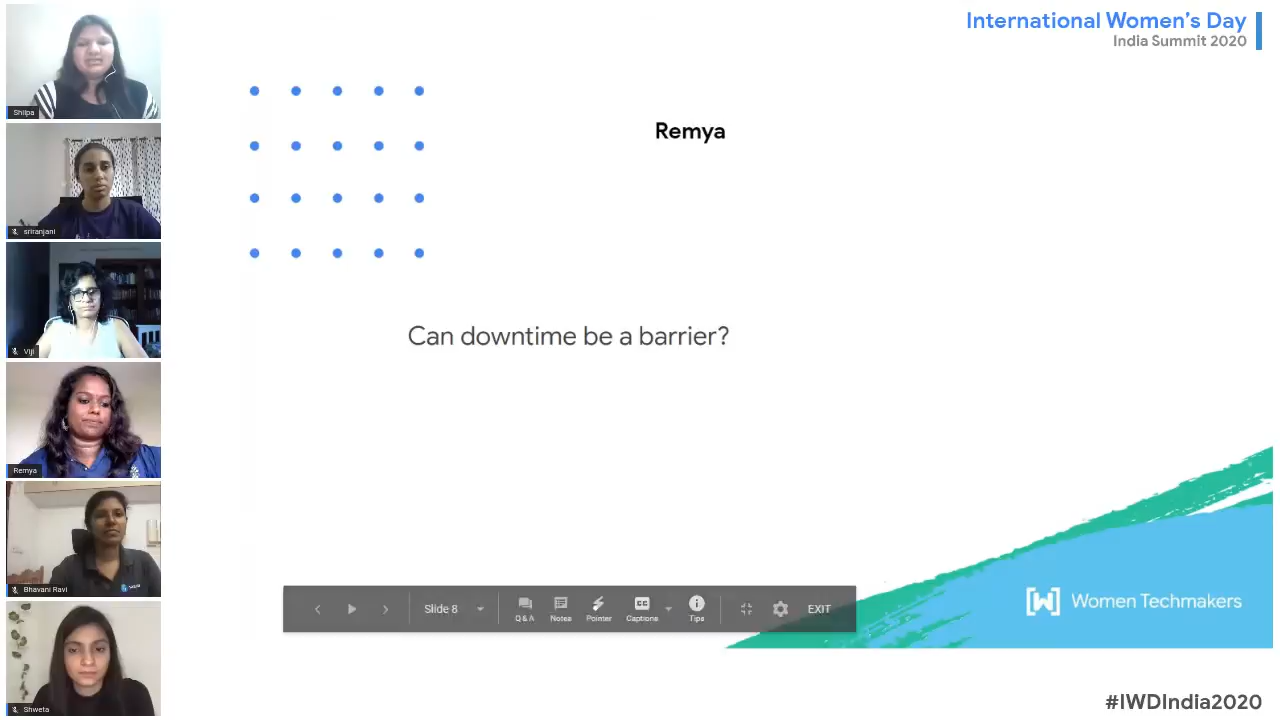 International Women's Day
India Summit 2020
Shilpa
sriranjani
Viji
Remya
Bhavani Ravi
Shweta
Remya
Can downtime be a barrier?
Slide 8
Q & A
Notes
Pointer
Captions
Tips
EXIT
[W] Women Techmakers
#IWDIndia2020